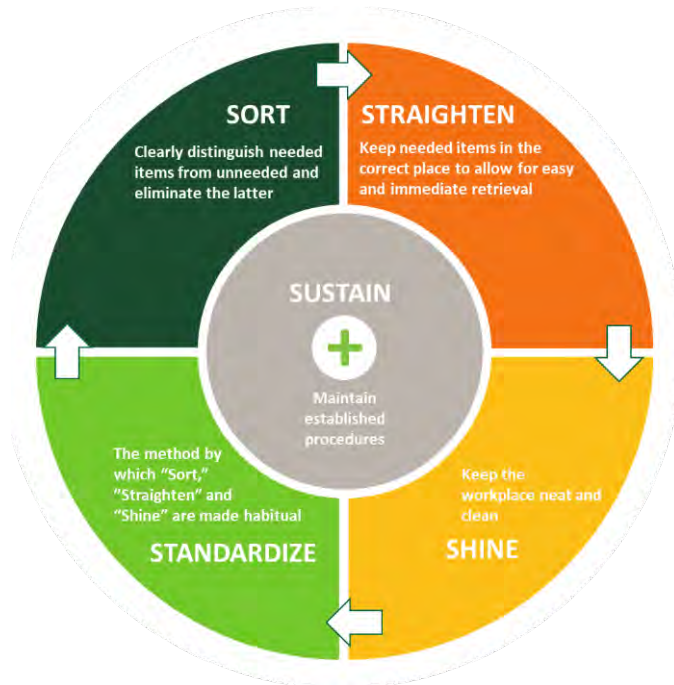 SORT
Clearly distinguish needed
items from unneeded and
eliminate the latter
STRAIGHTEN
Keep needed items in the
correct place to allow for easy
and immediate retrieval
SUSTAIN
Maintain
established
procedures
The method by
which “Sort,”
“Straighten” and
“Shine” are made habitual
STANDARDIZE
Keep the
workplace neat and
clean
SHINE